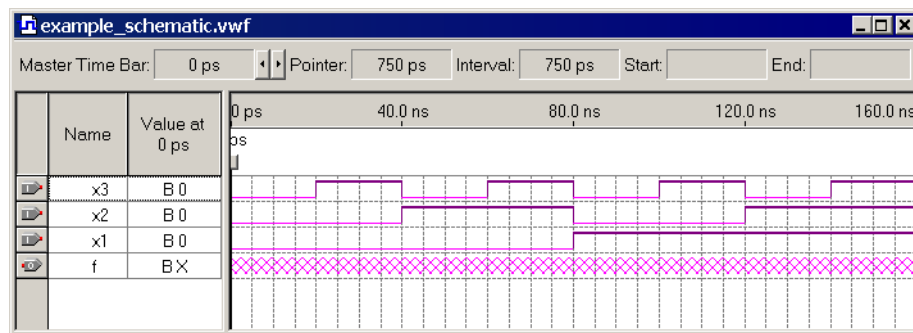 example_schematic.vwf
Master Time Bar: 0 ps Pointer: 750 ps Interval: 750 ps Start: End:
Name Value at 0 ps
0 ps 40.0 ns 80.0 ns 120.0 ns 160.0 ns
ps
x3 B 0
x2 B 0
x1 B 0
f B X